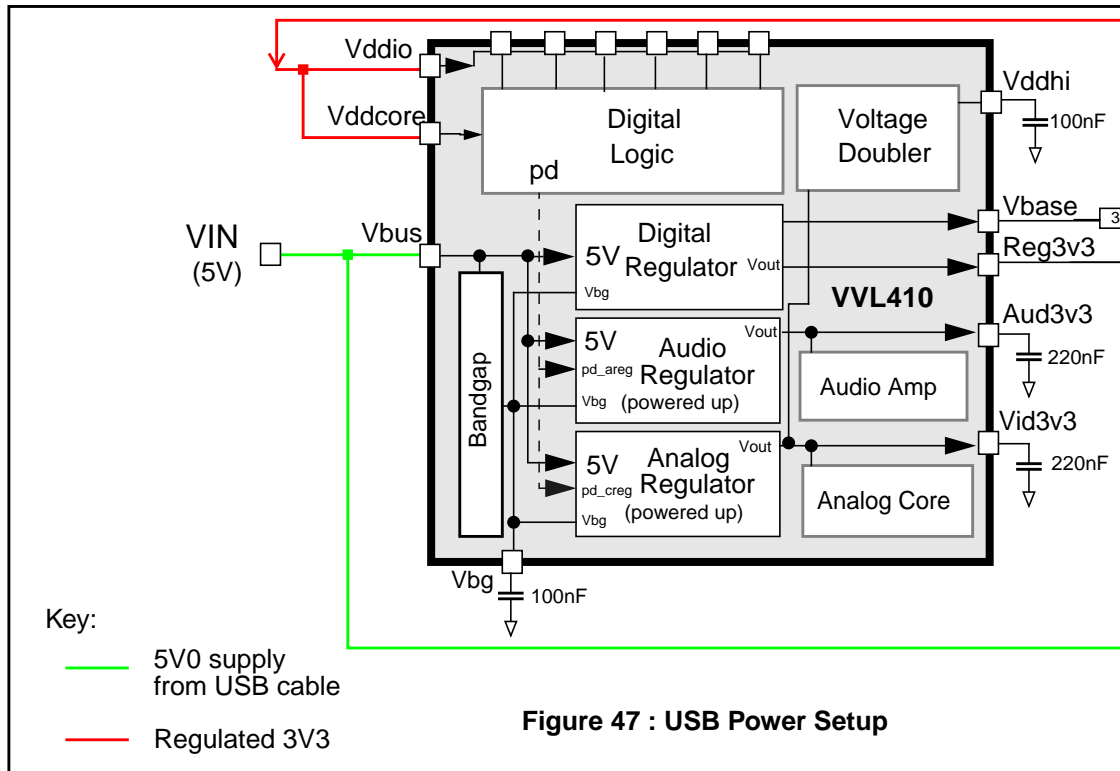 Vddio
Vddcore
Vddhi
100nF
Digital
Logic
Voltage
Doubler
pd
VIN
(5V)
Vbus
Digital
5V
Regulator
Vout
Vbg
Vbase
3
Reg3v3
VVL410
Bandgap
Vout
5V
Audio
pd_areg
Regulator
Vbg
(powered up)
Aud3v3
220nF
Audio Amp
Vout
5V
Analog
pd_creg
Regulator
Vbg
(powered up)
Vid3v3
220nF
Analog Core
Vbg
100nF
Key:
5V0 supply
from USB cable
Regulated 3V3
Figure 47 : USB Power Setup